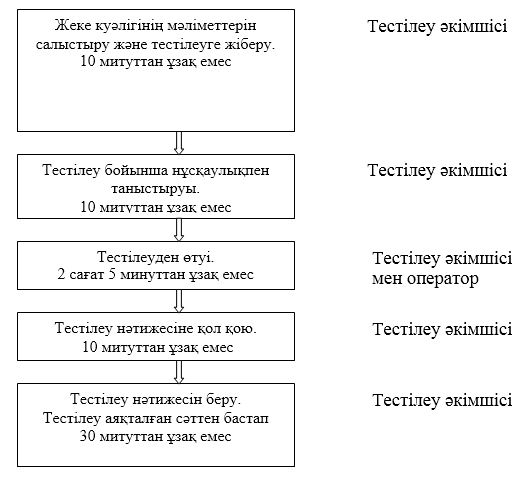 Жеке куәлігінің мәліметтерін
салыстыру және тестілеуге жіберу.
10 митуттан ұзақ емес
Тестілеу әкімшісі
Тестілеу бойынша нұсқаулықпен
таныстыруы.
10 митуттан ұзақ емес
Тестілеу әкімшісі
Тестілеуден өтуі.
2 сағат 5 минуттан ұзақ емес
Тестілеу әкімшісі
мен оператор
Тестілеу нәтижесіне қол қою.
10 митуттан ұзақ емес
Тестілеу әкімшісі
Тестілеу нәтижесін беру.
Тестілеу аяқталған сәттен бастап
30 митуттан ұзақ емес
Тестілеу әкімшісі